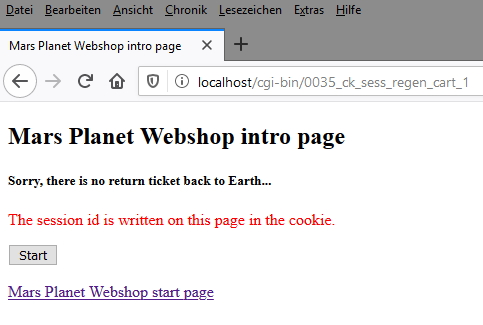 Datei Bearbeiten Ansicht Chronik Lesezeichen Extras Hilfe
Mars Planet Webshop intro page
localhost/cgi-bin/0035_ck_sess_regen_cart_1
Mars Planet Webshop intro page
Sorry, there is no return ticket back to Earth...
The session id is written on this page in the cookie.
Start
Mars Planet Webshop start page